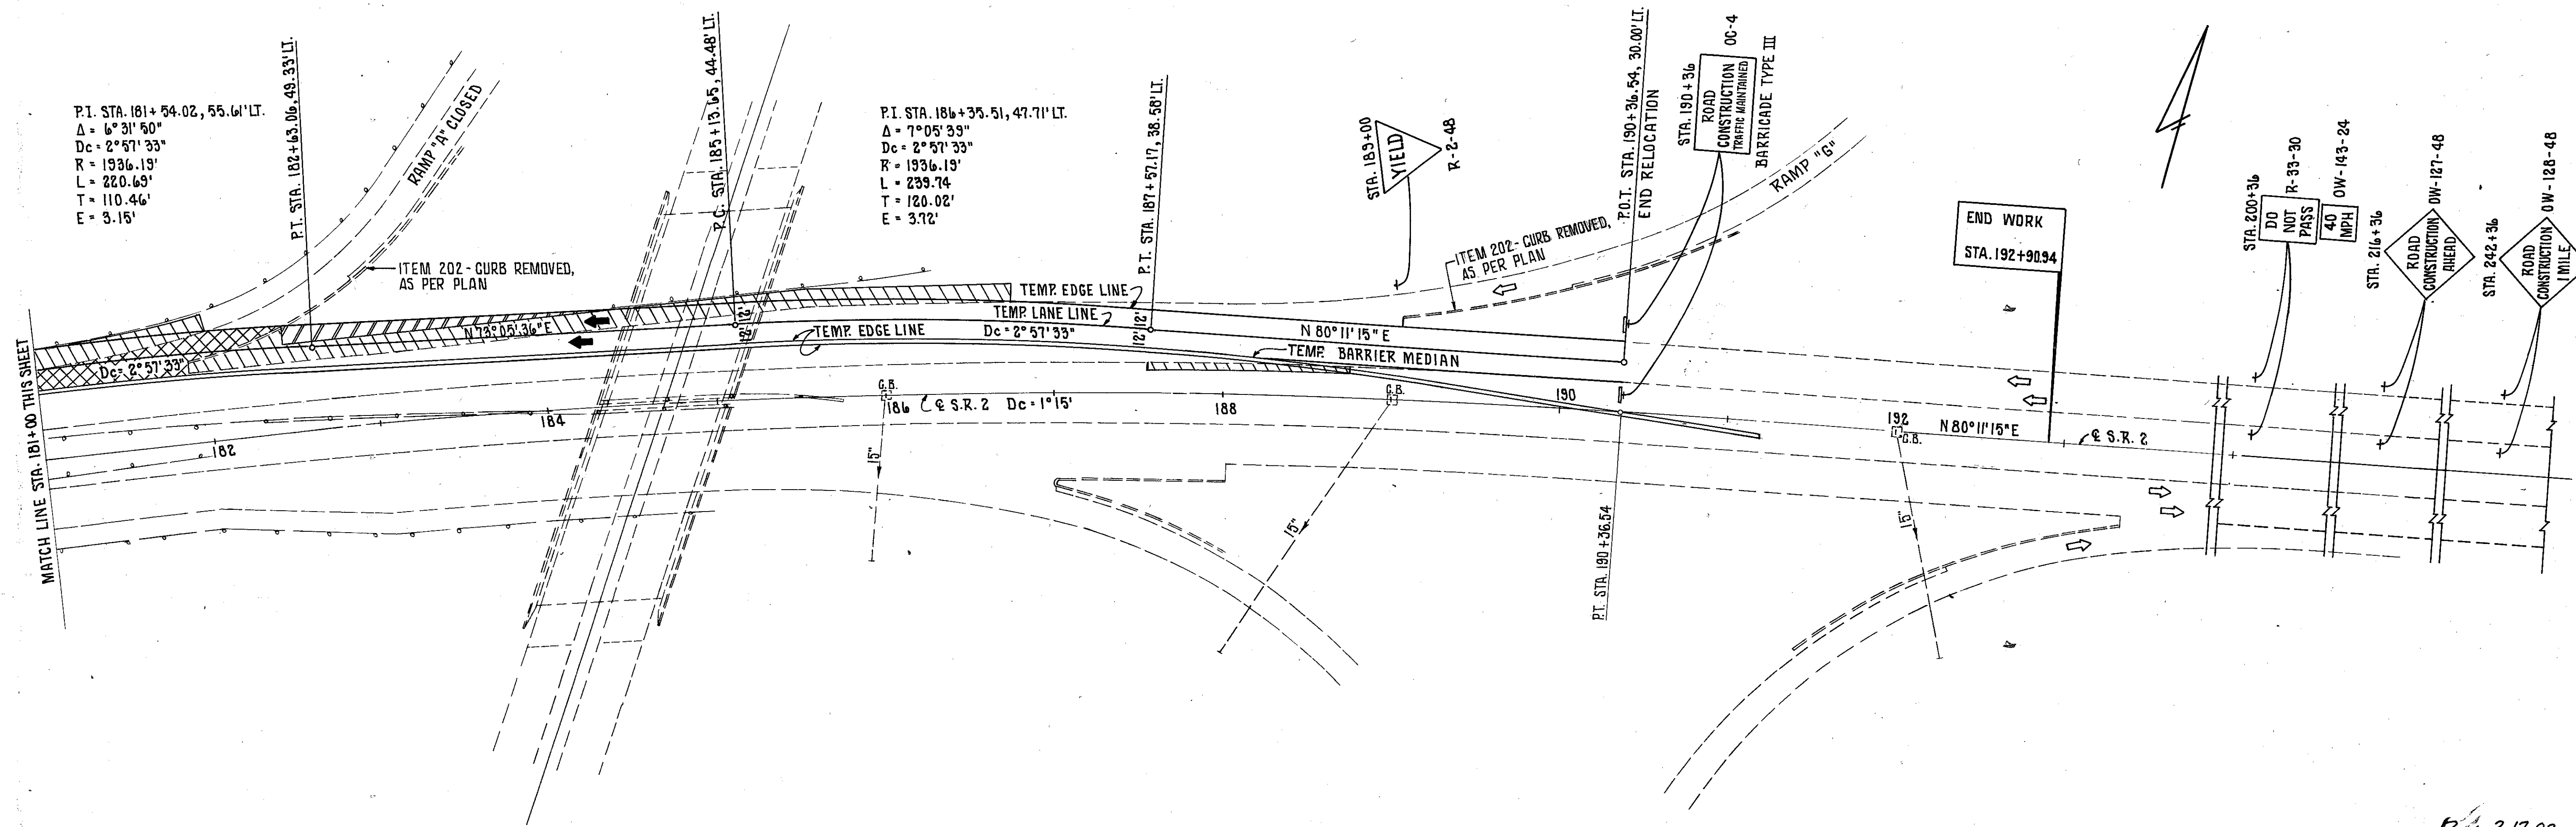 P.I. STA. 181+54.02, 55.61' LT.
Δ = 6°31'50"
Dc = 2°57'33"
R = 1936.19'
L = 220.69'
T = 110.46'
E = 3.15'
P.T. STA. 182+63.06, 49.33' LT.
RAMP "A" CLOSED
ITEM 202 - CURB REMOVED,
AS PER PLAN
P.C. STA. 185+13.65, 44.48' LT.
P.I. STA. 186+35.51, 47.71' LT.
Δ = 7°05'39"
Dc = 2°57'33"
R = 1936.19'
L = 239.74
T = 120.02'
E = 3.72'
P.T. STA. 187+57.17, 38.58' LT.
STA. 189+00
YIELD
R-2-48
ITEM 202 - CURB REMOVED,
AS PER PLAN
P.O.T. STA. 190+36.54, 30.00' LT.
END RELOCATION
STA. 190+36
ROAD
CONSTRUCTION
TRAFFIC MAINTAINED
OC-4
BARRICADE TYPE III
RAMP "G"
END WORK
STA. 192+90.94
STA. 200+36
DO
NOT
PASS
R-33-30
40
MPH
OW-143-24
STA. 216+36
ROAD
CONSTRUCTION
AHEAD
OW-127-48
STA. 242+36
ROAD
CONSTRUCTION
1 MILE
OW-128-48
MATCH LINE STA. 181+00 THIS SHEET
Dc = 2°57'33"
N 73°05'36" E
12' 12'
TEMP. EDGE LINE
TEMP. LANE LINE
TEMP. EDGE LINE
Dc = 2°57'33"
12' 12'
N 80°11'15" E
TEMP. BARRIER MEDIAN
182
184
C.B.
186
℄ S.R. 2 Dc = 1°15'
188
C.B.
190
192
C.B.
N 80°11'15" E
℄ S.R. 2
15"
15"
15"
P.T. STA. 190+36.54